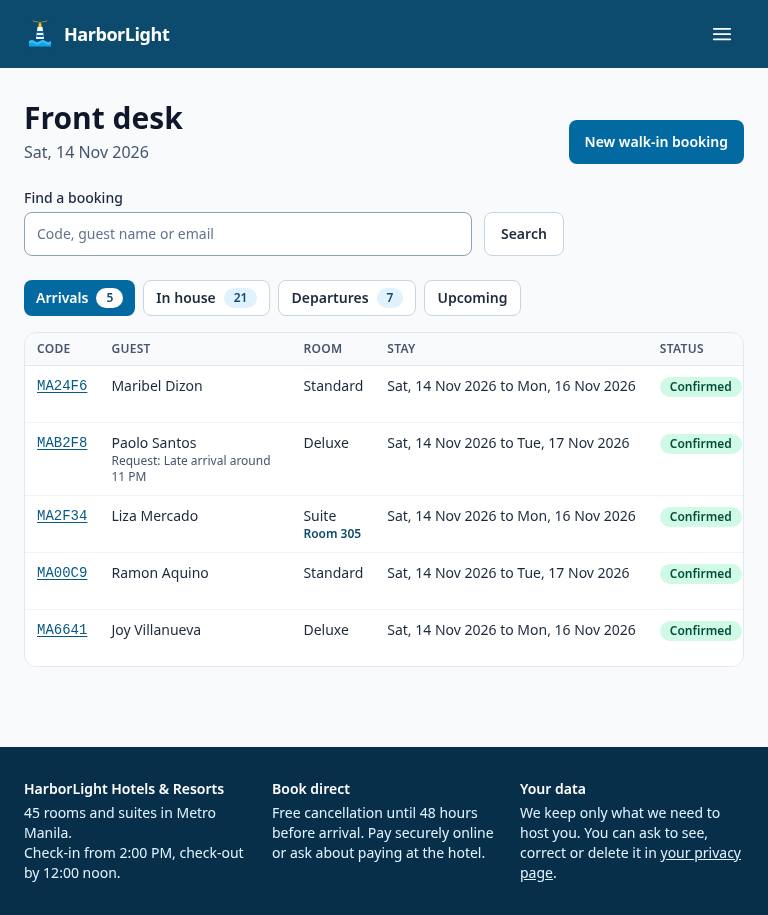 HarborLight
Front desk
Sat, 14 Nov 2026
New walk-in booking
Find a booking
Code, guest name or email
Search
Arrivals 5
In house 21
Departures 7
Upcoming
CODE GUEST ROOM STAY STATUS
MA24F6 Maribel Dizon Standard Sat, 14 Nov 2026 to Mon, 16 Nov 2026 Confirmed
MAB2F8 Paolo Santos Deluxe Sat, 14 Nov 2026 to Tue, 17 Nov 2026 Confirmed
Request: Late arrival around
11 PM
MA2F34 Liza Mercado Suite Sat, 14 Nov 2026 to Mon, 16 Nov 2026 Confirmed
Room 305
MA00C9 Ramon Aquino Standard Sat, 14 Nov 2026 to Tue, 17 Nov 2026 Confirmed
MA6641 Joy Villanueva Deluxe Sat, 14 Nov 2026 to Mon, 16 Nov 2026 Confirmed
HarborLight Hotels & Resorts
45 rooms and suites in Metro
Manila.
Check-in from 2:00 PM, check-out
by 12:00 noon.
Book direct
Free cancellation until 48 hours
before arrival. Pay securely online
or ask about paying at the hotel.
Your data
We keep only what we need to
host you. You can ask to see,
correct or delete it in your privacy
page.